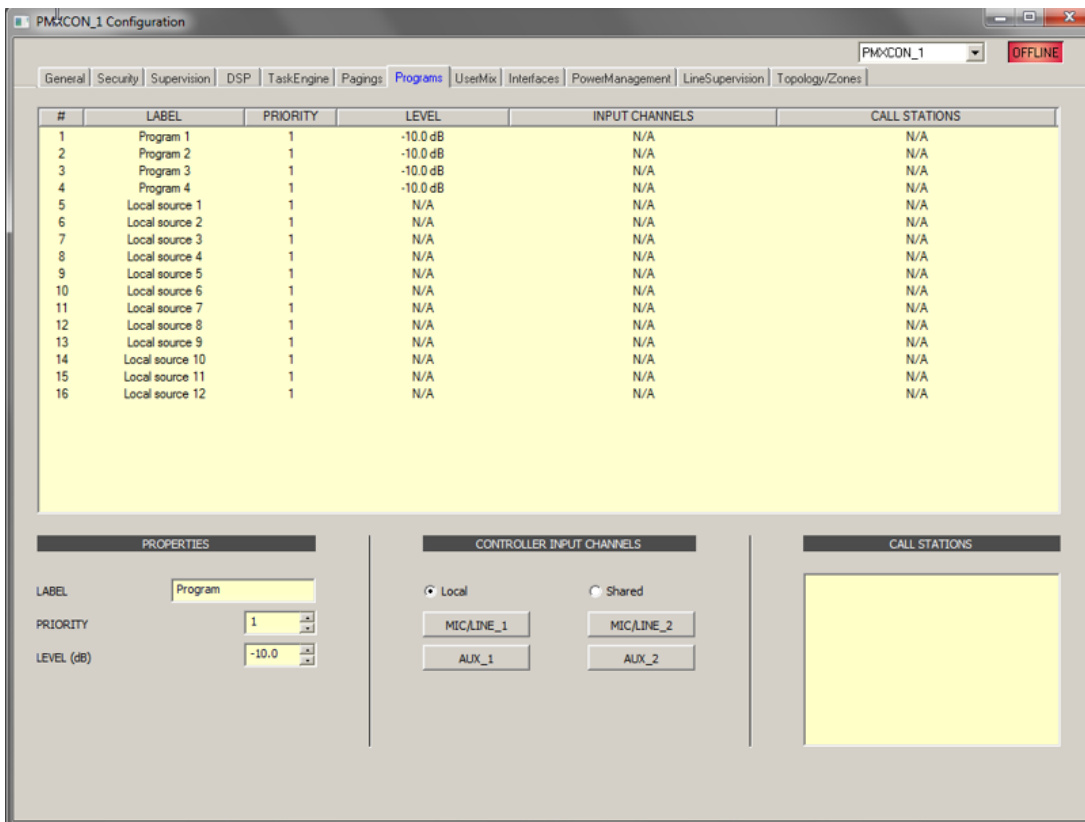 PMXCON_1 Configuration
PMXCON_1 OFFLINE
General Security Supervision DSP TaskEngine Pagings Programs UserMix Interfaces PowerManagement LineSupervision Topology/Zones
# LABEL PRIORITY LEVEL INPUT CHANNELS CALL STATIONS
1 Program 1 1 -10.0 dB N/A N/A
2 Program 2 1 -10.0 dB N/A N/A
3 Program 3 1 -10.0 dB N/A N/A
4 Program 4 1 -10.0 dB N/A N/A
5 Local source 1 1 N/A N/A N/A
6 Local source 2 1 N/A N/A N/A
7 Local source 3 1 N/A N/A N/A
8 Local source 4 1 N/A N/A N/A
9 Local source 5 1 N/A N/A N/A
10 Local source 6 1 N/A N/A N/A
11 Local source 7 1 N/A N/A N/A
12 Local source 8 1 N/A N/A N/A
13 Local source 9 1 N/A N/A N/A
14 Local source 10 1 N/A N/A N/A
15 Local source 11 1 N/A N/A N/A
16 Local source 12 1 N/A N/A N/A
PROPERTIES CONTROLLER INPUT CHANNELS CALL STATIONS
LABEL Program Local Shared
PRIORITY 1 MIC/LINE_1 MIC/LINE_2
LEVEL (dB) -10.0 AUX_1 AUX_2